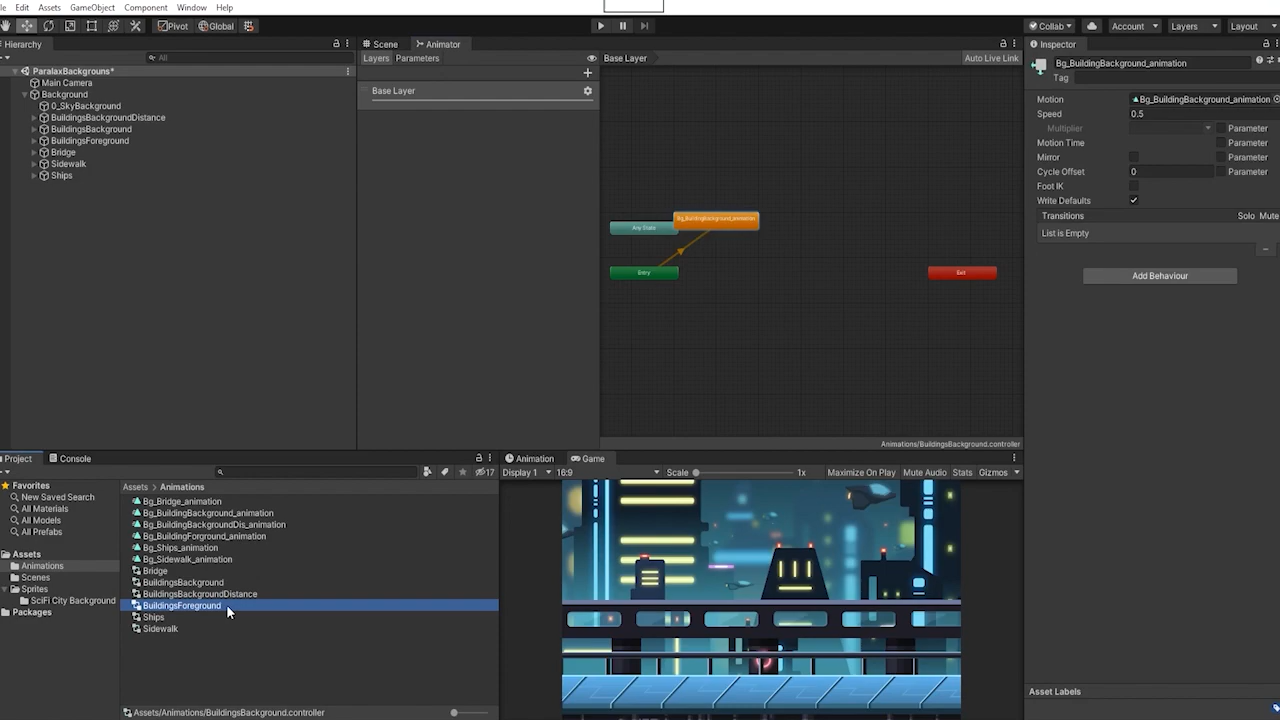 le Edit Assets GameObject Component Window Help
Pivot Global Collab Account Layers Layout
Hierarchy
All
ParalaxBackgrouns*
Main Camera
Background
0_SkyBackground
BuildingsBackgroundDistance
BuildingsBackground
BuildingsForeground
Bridge
Sidewalk
Ships
Scene Animator
Layers Parameters
Base Layer Auto Live Link
Base Layer
Bg_BuildingBackground_animation
Any State
Entry
Exit
Animations/BuildingsBackground.controller
Inspector
Bg_BuildingBackground_animation
Tag
Motion Bg_BuildingBackground_animation
Speed 0.5
Multiplier Parameter
Motion Time Parameter
Mirror Parameter
Cycle Offset 0 Parameter
Foot IK
Write Defaults
Transitions Solo Mute
List is Empty
Add Behaviour
Asset Labels
Project Console
17
Favorites
New Saved Search
All Materials
All Models
All Prefabs
Assets
Animations
Scenes
Sprites
SciFi City Background
Packages
Assets > Animations
Bg_Bridge_animation
Bg_BuildingBackground_animation
Bg_BuildingBackgroundDis_animation
Bg_BuildingForground_animation
Bg_Ships_animation
Bg_Sidewalk_animation
Bridge
BuildingsBackground
BuildingsBackgroundDistance
BuildingsForeground
Ships
Sidewalk
Assets/Animations/BuildingsBackground.controller
Animation Game
Display 1 16:9 Scale 1x Maximize On Play Mute Audio Stats Gizmos